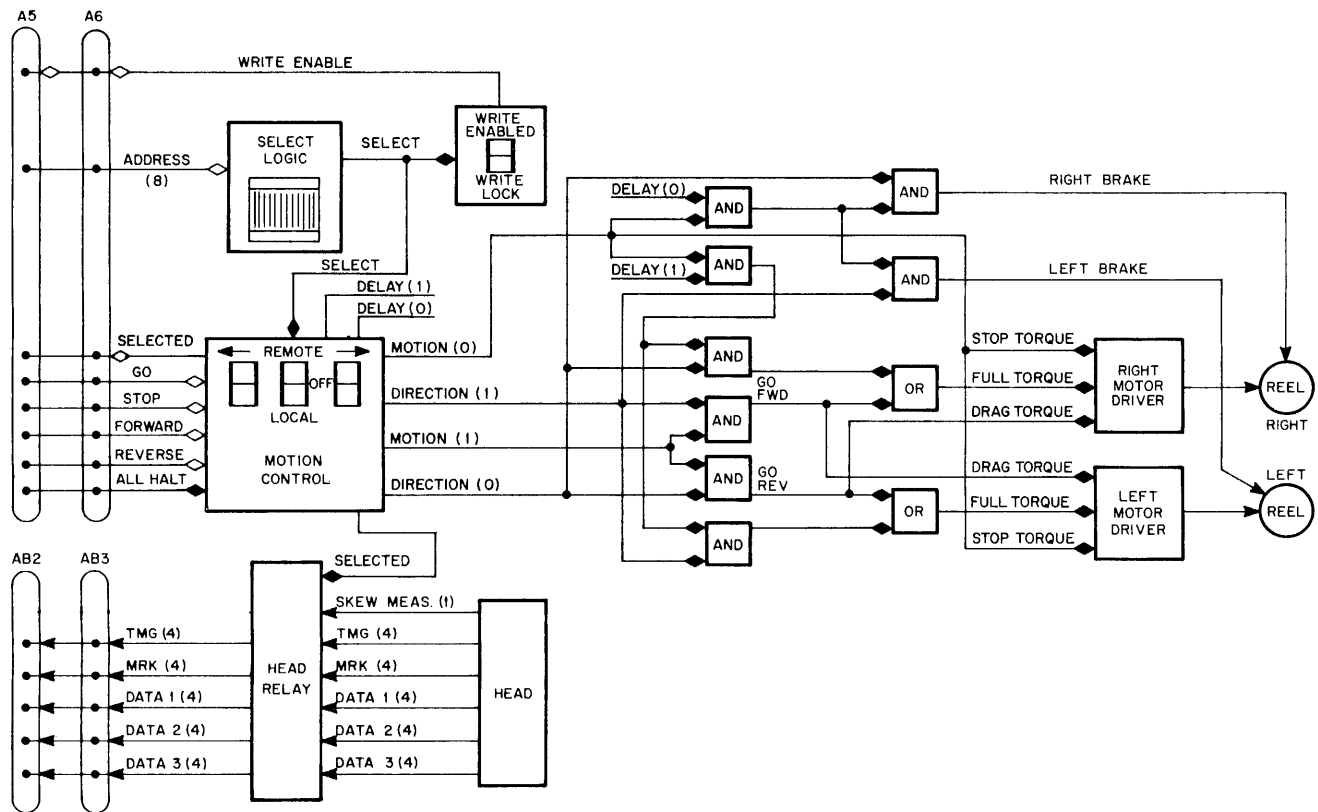 A5
A6
WRITE ENABLE
WRITE
ENABLED
WRITE
LOCK
SELECT
LOGIC
SELECT
ADDRESS
(8)
SELECT
DELAY (1)
DELAY (0)
SELECTED
GO
STOP
FORWARD
REVERSE
ALL HALT
REMOTE
OFF
LOCAL
MOTION
CONTROL
MOTION (0)
DIRECTION (1)
MOTION (1)
DIRECTION (0)
DELAY (0)
AND
DELAY (1)
AND
AND
AND
GO
FWD
AND
GO
REV
AND
AND
AND
OR
OR
RIGHT BRAKE
LEFT BRAKE
STOP TORQUE
FULL TORQUE
DRAG TORQUE
RIGHT
MOTOR
DRIVER
REEL
RIGHT
DRAG TORQUE
FULL TORQUE
STOP TORQUE
LEFT
MOTOR
DRIVER
LEFT
REEL
AB2
AB3
SELECTED
SKEW MEAS. (1)
TMG (4)
MRK (4)
DATA 1 (4)
DATA 2 (4)
DATA 3 (4)
HEAD
RELAY
TMG (4)
MRK (4)
DATA 1 (4)
DATA 2 (4)
DATA 3 (4)
HEAD